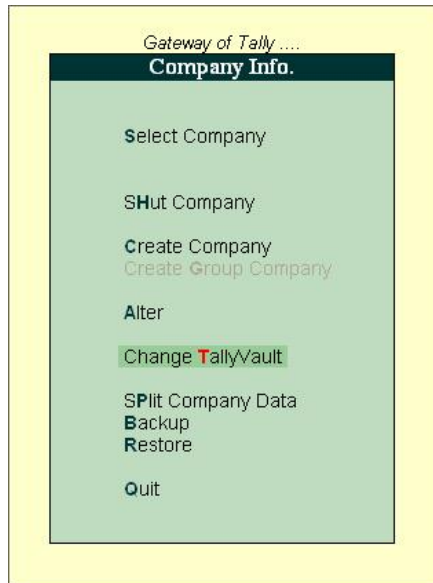 Gateway of Tally ....
Company Info.
Select Company
SHut Company
Create Company
Create Group Company
Alter
Change TallyVault
SPlit Company Data
Backup
Restore
Quit